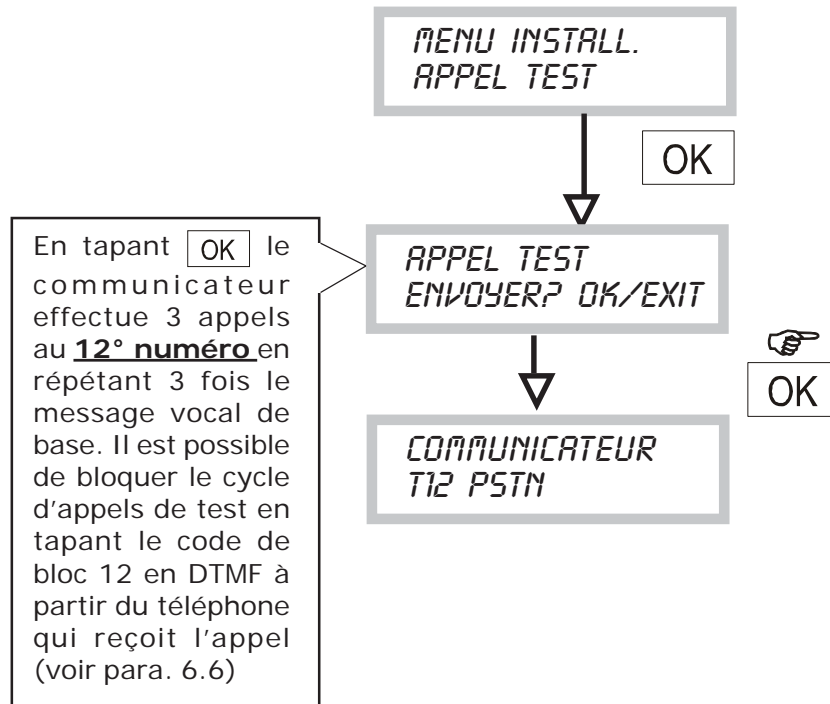 MENU INSTALL.
APPEL TEST
OK
APPEL TEST
ENVOYER? OK/EXIT
OK
COMMUNICATEUR
T12 PSTN
En tapant OK le
communicateur
effectue 3 appels
au 12° numéro en
répétant 3 fois le
message vocal de
base. Il est possible
de bloquer le cycle
d'appels de test en
tapant le code de
bloc 12 en DTMF à
partir du téléphone
qui reçoit l'appel
(voir para. 6.6)